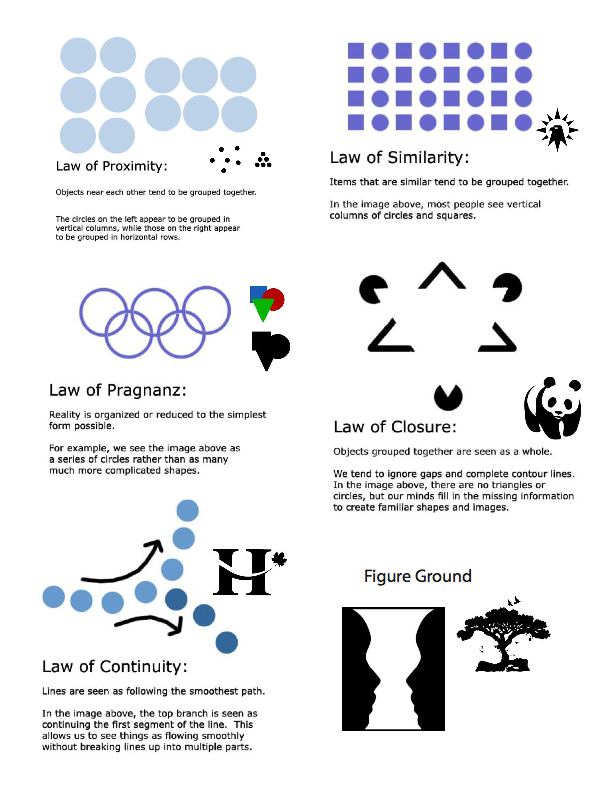 Law of Proximity:
Objects near each other tend to be grouped together.
The circles on the left appear to be grouped in
vertical columns, while those on the right appear
to be grouped in horizontal rows.
Law of Similarity:
Items that are similar tend to be grouped together.
In the image above, most people see vertical
columns of circles and squares.
Law of Pragnanz:
Reality is organized or reduced to the simplest
form possible.
For example, we see the image above as
a series of circles rather than as many
much more complicated shapes.
Law of Closure:
Objects grouped together are seen as a whole.
We tend to ignore gaps and complete contour lines.
In the image above, there are no triangles or
circles, but our minds fill in the missing information
to create familiar shapes and images.
H
Law of Continuity:
Lines are seen as following the smoothest path.
In the image above, the top branch is seen as
continuing the first segment of the line. This
allows us to see things as flowing smoothly
without breaking lines up into multiple parts.
Figure Ground